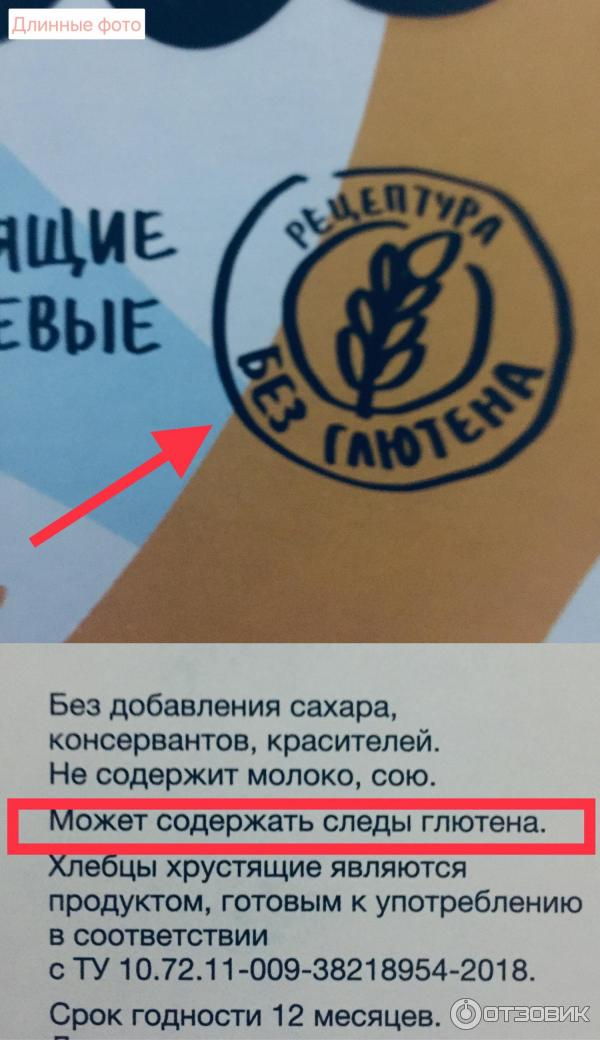 Длинные фото
ЯЩИЕ
ЕВЫЕ
РЕЦЕПТУРА
БЕЗ ГЛЮТЕНА
Без добавления сахара,
консервантов, красителей.
Не содержит молоко, сою.
Может содержать следы глютена.
Хлебцы хрустящие являются
продуктом, готовым к употреблению
в соответствии
с ТУ 10.72.11-009-38218954-2018.
Срок годности 12 месяцев.
ОТЗОВИК